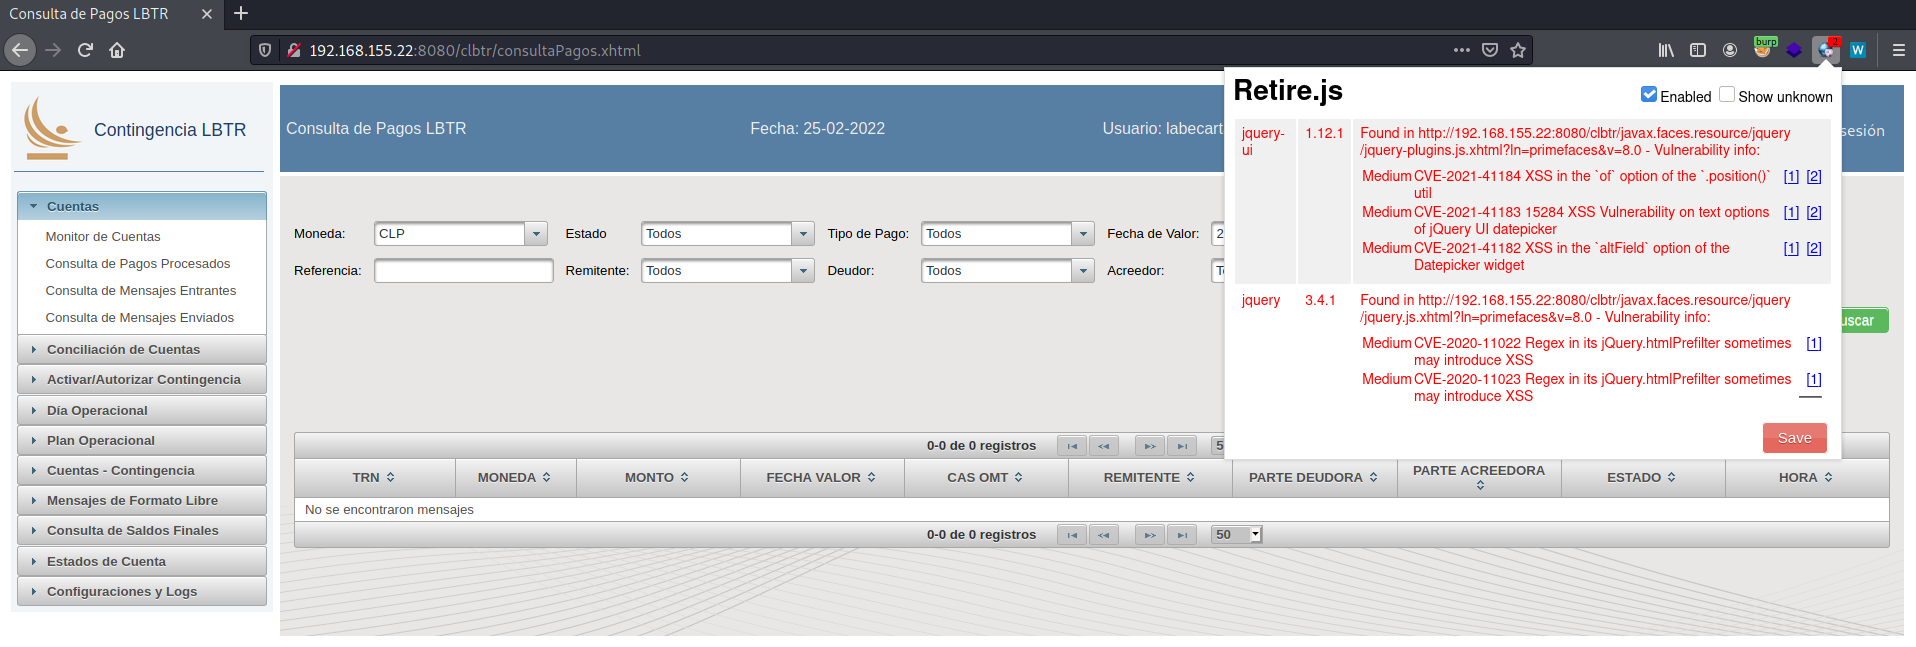 Consulta de Pagos LBTR
192.168.155.22:8080/clbtr/consultaPagos.xhtml
burp
2
W
Contingencia LBTR
Consulta de Pagos LBTR
Fecha: 25-02-2022
Usuario: labecart
sesión
Retire.js
Enabled
Show unknown
jquery-
ui
1.12.1
Found in http://192.168.155.22:8080/clbtr/javax.faces.resource/jquery
/jquery-plugins.js.xhtml?ln=primefaces&v=8.0 - Vulnerability info:
Medium CVE-2021-41184 XSS in the `of` option of the `.position()` [1] [2]
util
Medium CVE-2021-41183 15284 XSS Vulnerability on text options [1] [2]
of jQuery UI datepicker
Medium CVE-2021-41182 XSS in the `altField` option of the [1] [2]
Datepicker widget
jquery
3.4.1
Found in http://192.168.155.22:8080/clbtr/javax.faces.resource/jquery
/jquery.js.xhtml?ln=primefaces&v=8.0 - Vulnerability info:
Medium CVE-2020-11022 Regex in its jQuery.htmlPrefilter sometimes [1]
may introduce XSS
Medium CVE-2020-11023 Regex in its jQuery.htmlPrefilter sometimes [1]
may introduce XSS
Save
Cuentas
Monitor de Cuentas
Consulta de Pagos Procesados
Consulta de Mensajes Entrantes
Consulta de Mensajes Enviados
Conciliación de Cuentas
Activar/Autorizar Contingencia
Día Operacional
Plan Operacional
Cuentas - Contingencia
Mensajes de Formato Libre
Consulta de Saldos Finales
Estados de Cuenta
Configuraciones y Logs
Moneda: CLP Estado Todos Tipo de Pago: Todos Fecha de Valor: 2
Referencia: Remitente: Todos Deudor: Todos Acreedor: T
uscar
0-0 de 0 registros 5
TRN MONEDA MONTO FECHA VALOR CAS OMT REMITENTE PARTE DEUDORA PARTE ACREEDORA ESTADO HORA
No se encontraron mensajes
0-0 de 0 registros 50